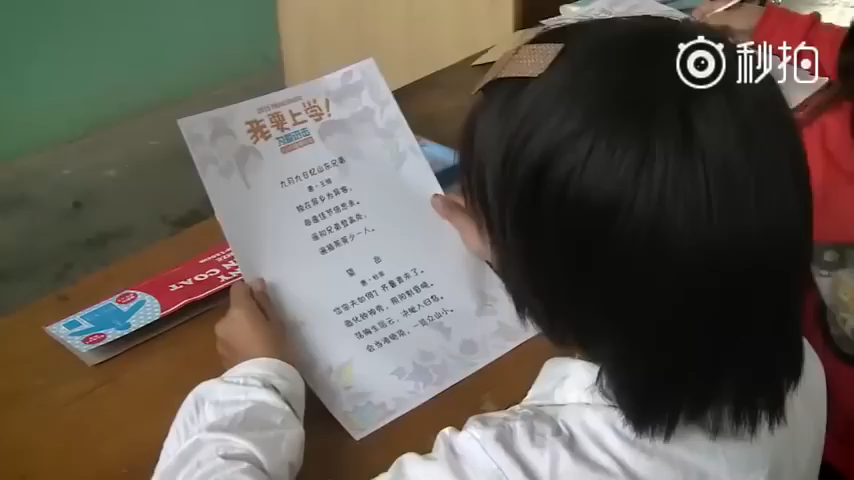 秒拍
我要上学!
九月九日忆山东兄弟
唐·王维
独在异乡为异客,
每逢佳节倍思亲。
遥知兄弟登高处,
遍插茱萸少一人。
望 岳
唐·杜甫
岱宗夫如何?齐鲁青未了。
造化钟神秀,阴阳割昏晓。
荡胸生层云,决眦入归鸟。
会当凌绝顶,一览众山小。
COAT